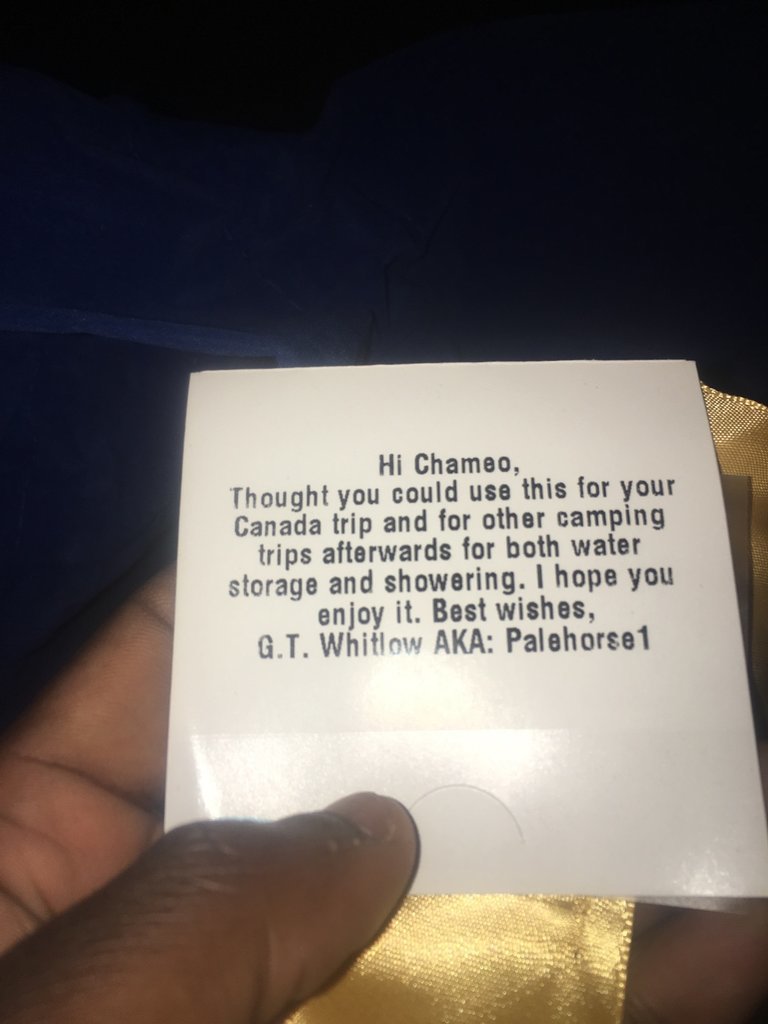 Hi Chameo,
Thought you could use this for your
Canada trip and for other camping
trips afterwards for both water
storage and showering. I hope you
enjoy it. Best wishes,
G.T. Whitlow AKA: Palehorse1